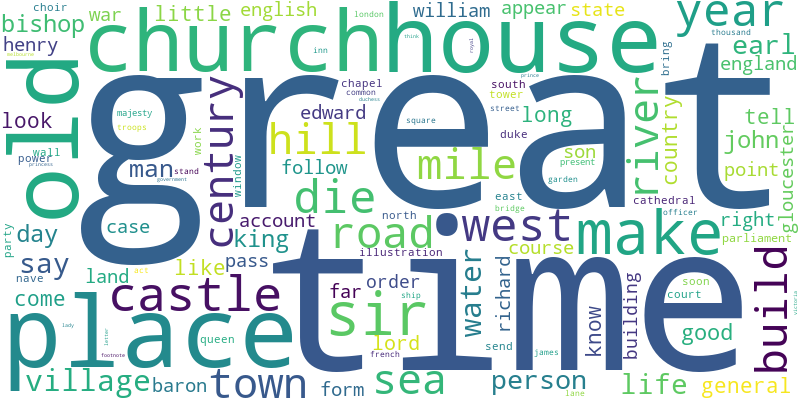 choir
london
william
appear
state
year
bishop
war
little
english
thousand
henry
church
house
inn
think
royal
earl
melbourne
england
old
great
chapel
common
duchess
prince
south
tower
street
bring
look
majesty
troops
century
work
edward
square
duke
long
river
country
tell
john
gloucester
wall
power
princess
man
stand
government
window
hill
follow
mile
son
present
garden
point
die
cathedral
officer
day
party
case
account
north
road
west
east
bridge
make
right
parliament
king
say
nave
land
act
like
pass
illustration
course
build
soon
court
victoria
come
castle
far
order
ship
water
richard
know
building
time
place
sir
good
lady
letter
footnote
queen
lord
french
send
james
village
baron
town
form
sea
person
lane
life
general